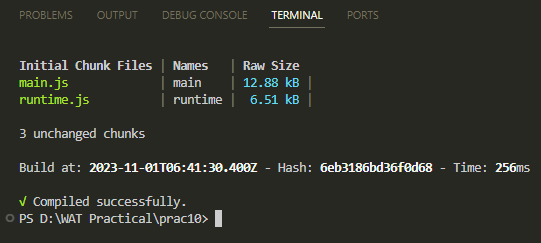 PROBLEMS OUTPUT DEBUG CONSOLE TERMINAL PORTS
Initial Chunk Files | Names | Raw Size
main.js | main | 12.88 kB |
runtime.js | runtime | 6.51 kB |
3 unchanged chunks
Build at: 2023-11-01T06:41:30.400Z - Hash: 6eb3186bd36f0d68 - Time: 256ms
√ Compiled successfully.
PS D:\WAT Practical\prac10>